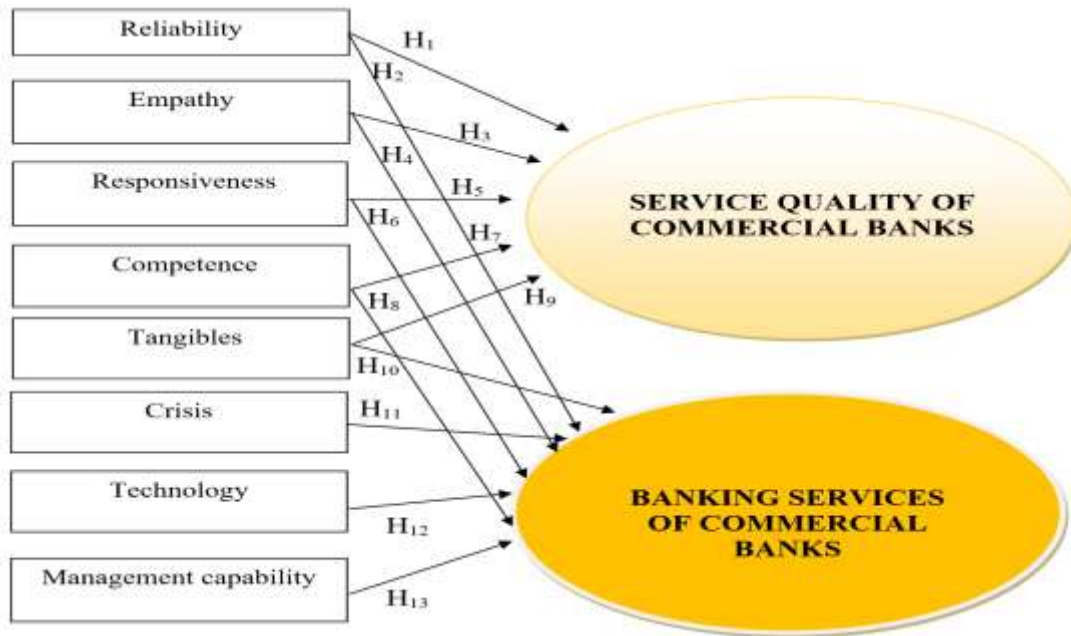 Reliability
H1
H2
Empathy
H3
H4
Responsiveness
H5
H6
SERVICE QUALITY OF
COMMERCIAL BANKS
H7
Competence
H8
H9
Tangibles
H10
Crisis
H11
Technology
H12
BANKING SERVICES
OF COMMERCIAL
BANKS
Management capability
H13